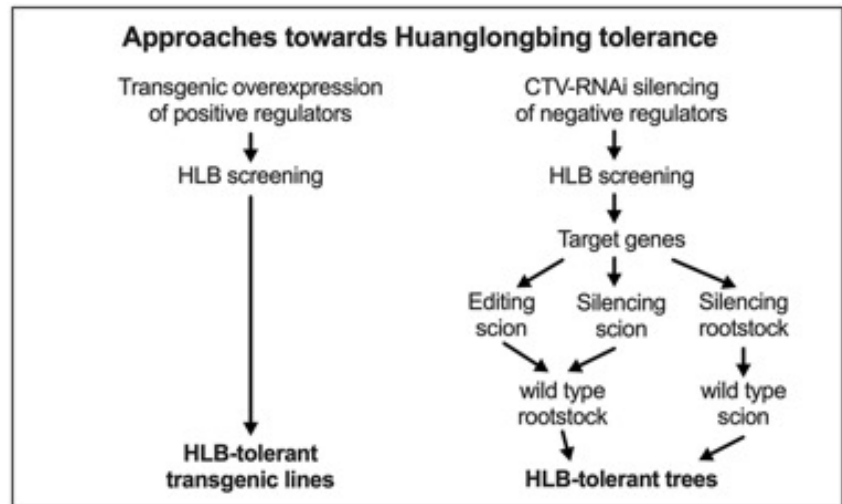 Approaches towards Huanglongbing tolerance
Transgenic overexpression
of positive regulators
HLB screening
HLB-tolerant
transgenic lines
CTV-RNAi silencing
of negative regulators
HLB screening
Target genes
Editing
scion
Silencing
scion
Silencing
rootstock
wild type
rootstock
wild type
scion
HLB-tolerant trees